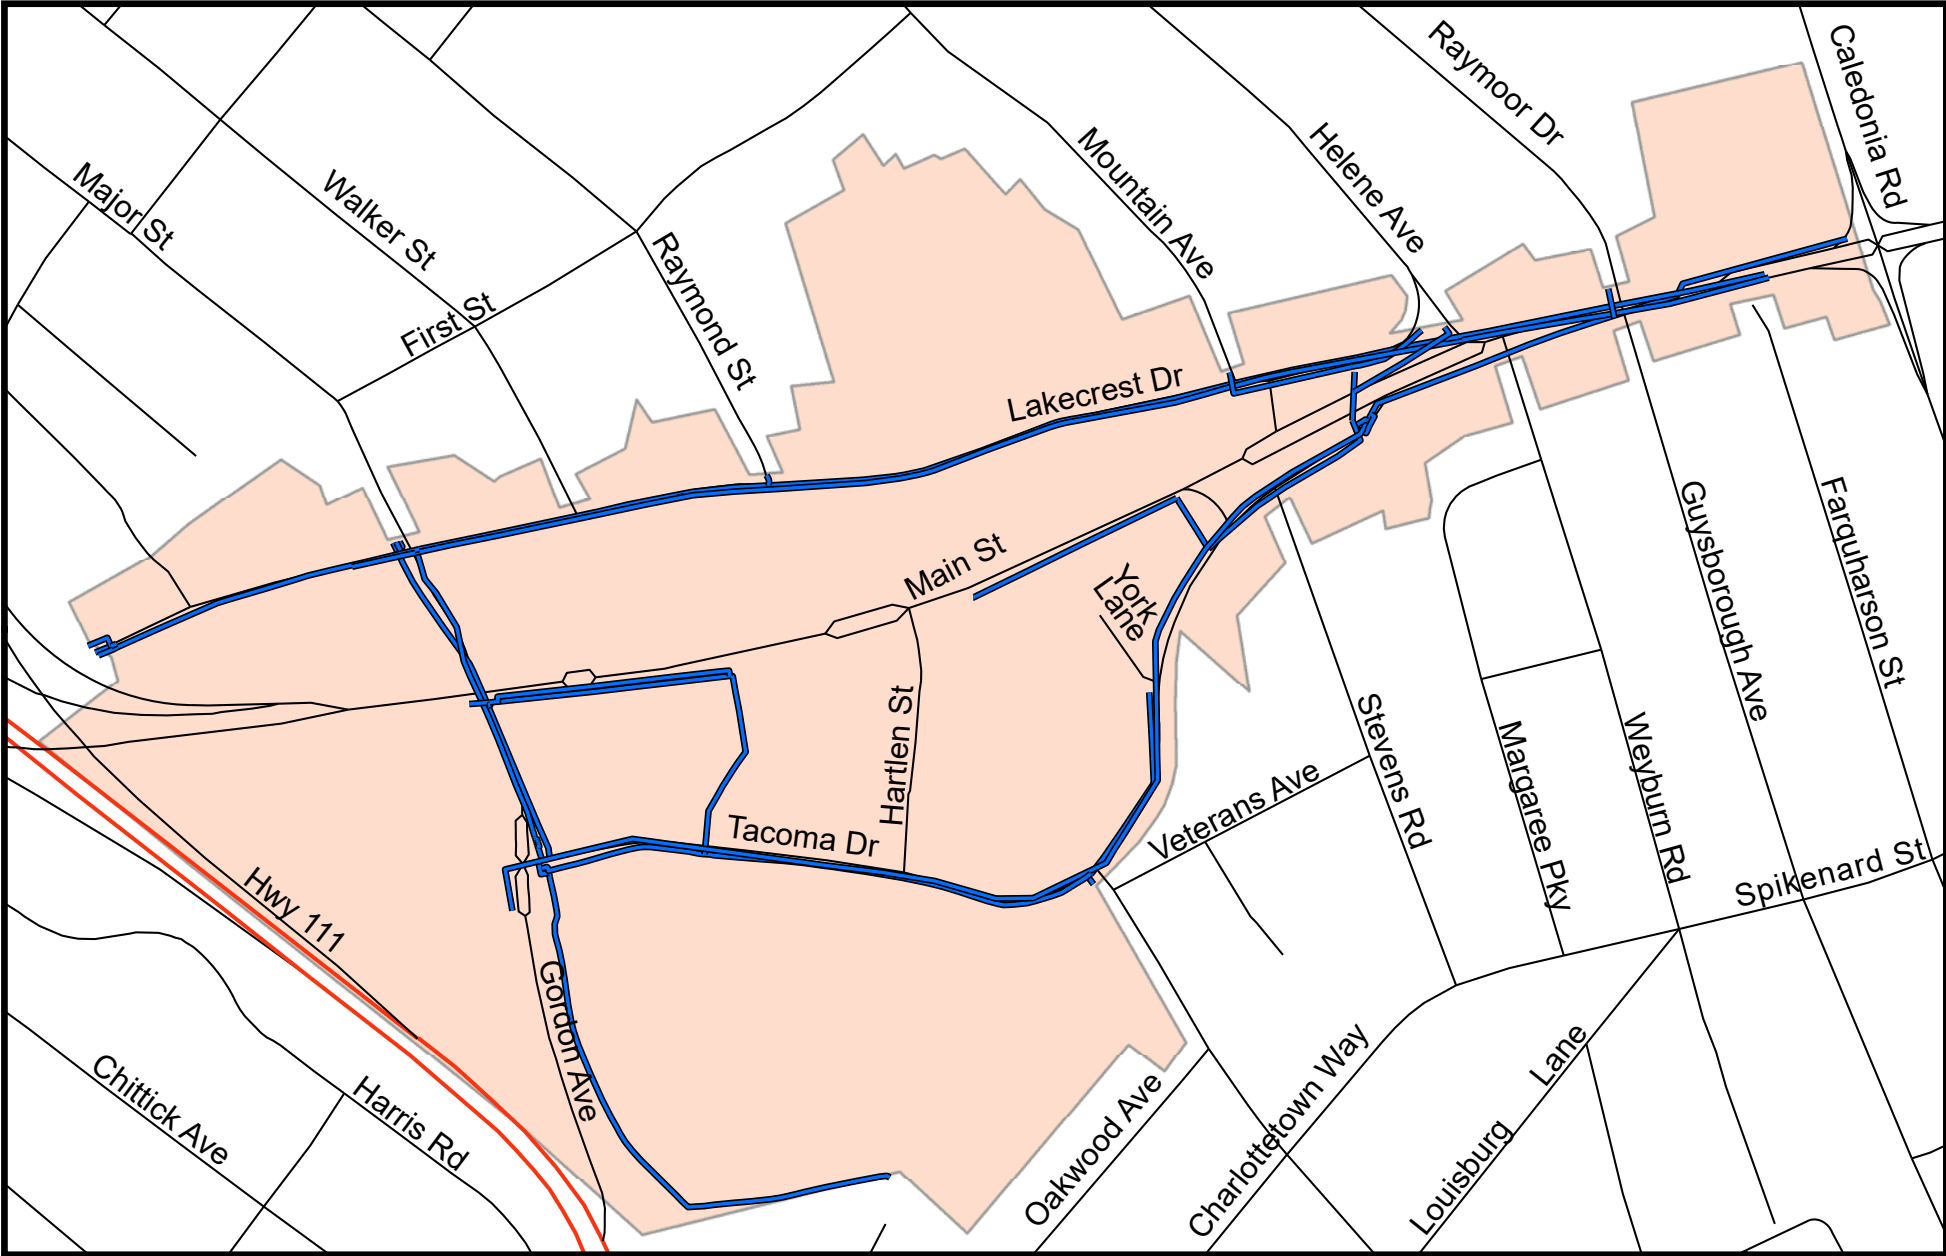 Caledonia Rd
Raymoor Dr
Helene Ave
Mountain Ave
Major St
Walker St
Raymond St
First St
Lakecrest Dr
Main St
York
Lane
Hartlen St
Tacoma Dr
Stevens Rd
Veterans Ave
Margaree Pky
Weyburn Rd
Guysborough Ave
Farquharson St
Spikenard St
Hwy 111
Gordon Ave
Chittick Ave
Harris Rd
Oakwood Ave
Charlottetown Way
Louisburg Lane